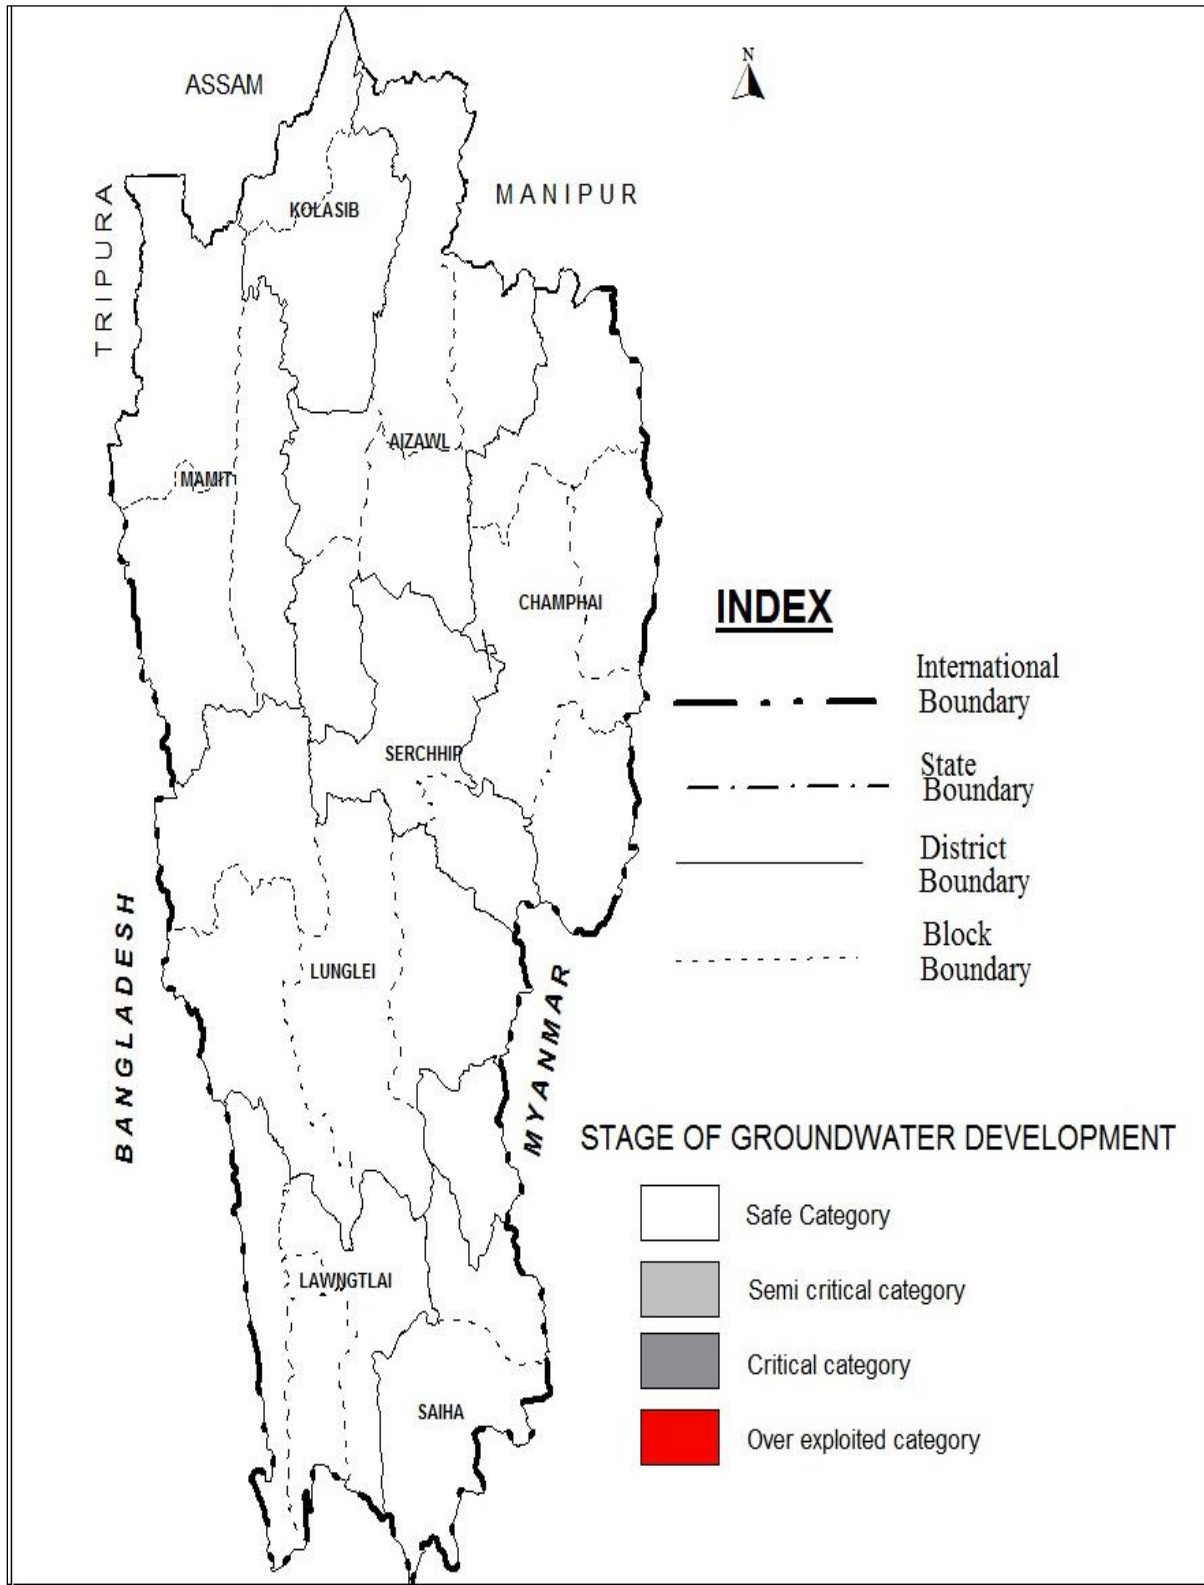 N
ASSAM
MANIPUR
TRIPURA
KOLASIB
AIZAWL
MAMIT
CHAMPHAI
SERCHHIP
LUNGLEI
BANGLADESH
MYANMAR
LAWNGTLAI
SAIHA
INDEX
International
Boundary
State
Boundary
District
Boundary
Block
Boundary
STAGE OF GROUNDWATER DEVELOPMENT
Safe Category
Semi critical category
Critical category
Over exploited category